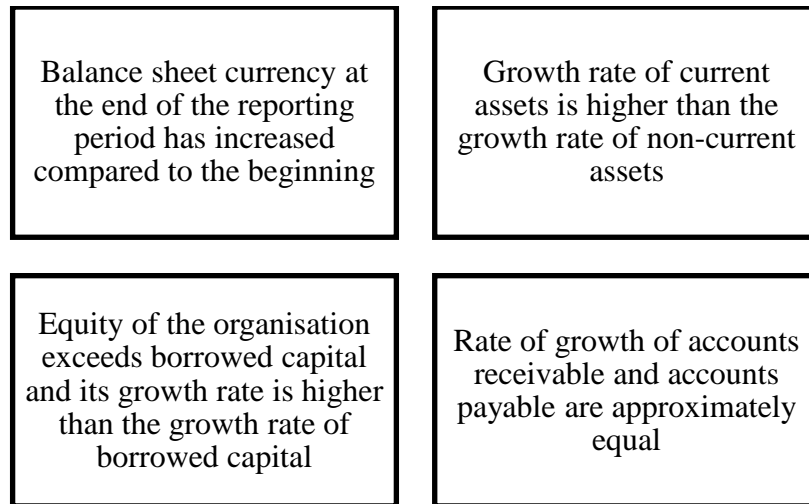 Balance sheet currency at
the end of the reporting
period has increased
compared to the beginning
Growth rate of current
assets is higher than the
growth rate of non-current
assets
Equity of the organisation
exceeds borrowed capital
and its growth rate is higher
than the growth rate of
borrowed capital
Rate of growth of accounts
receivable and accounts
payable are approximately
equal